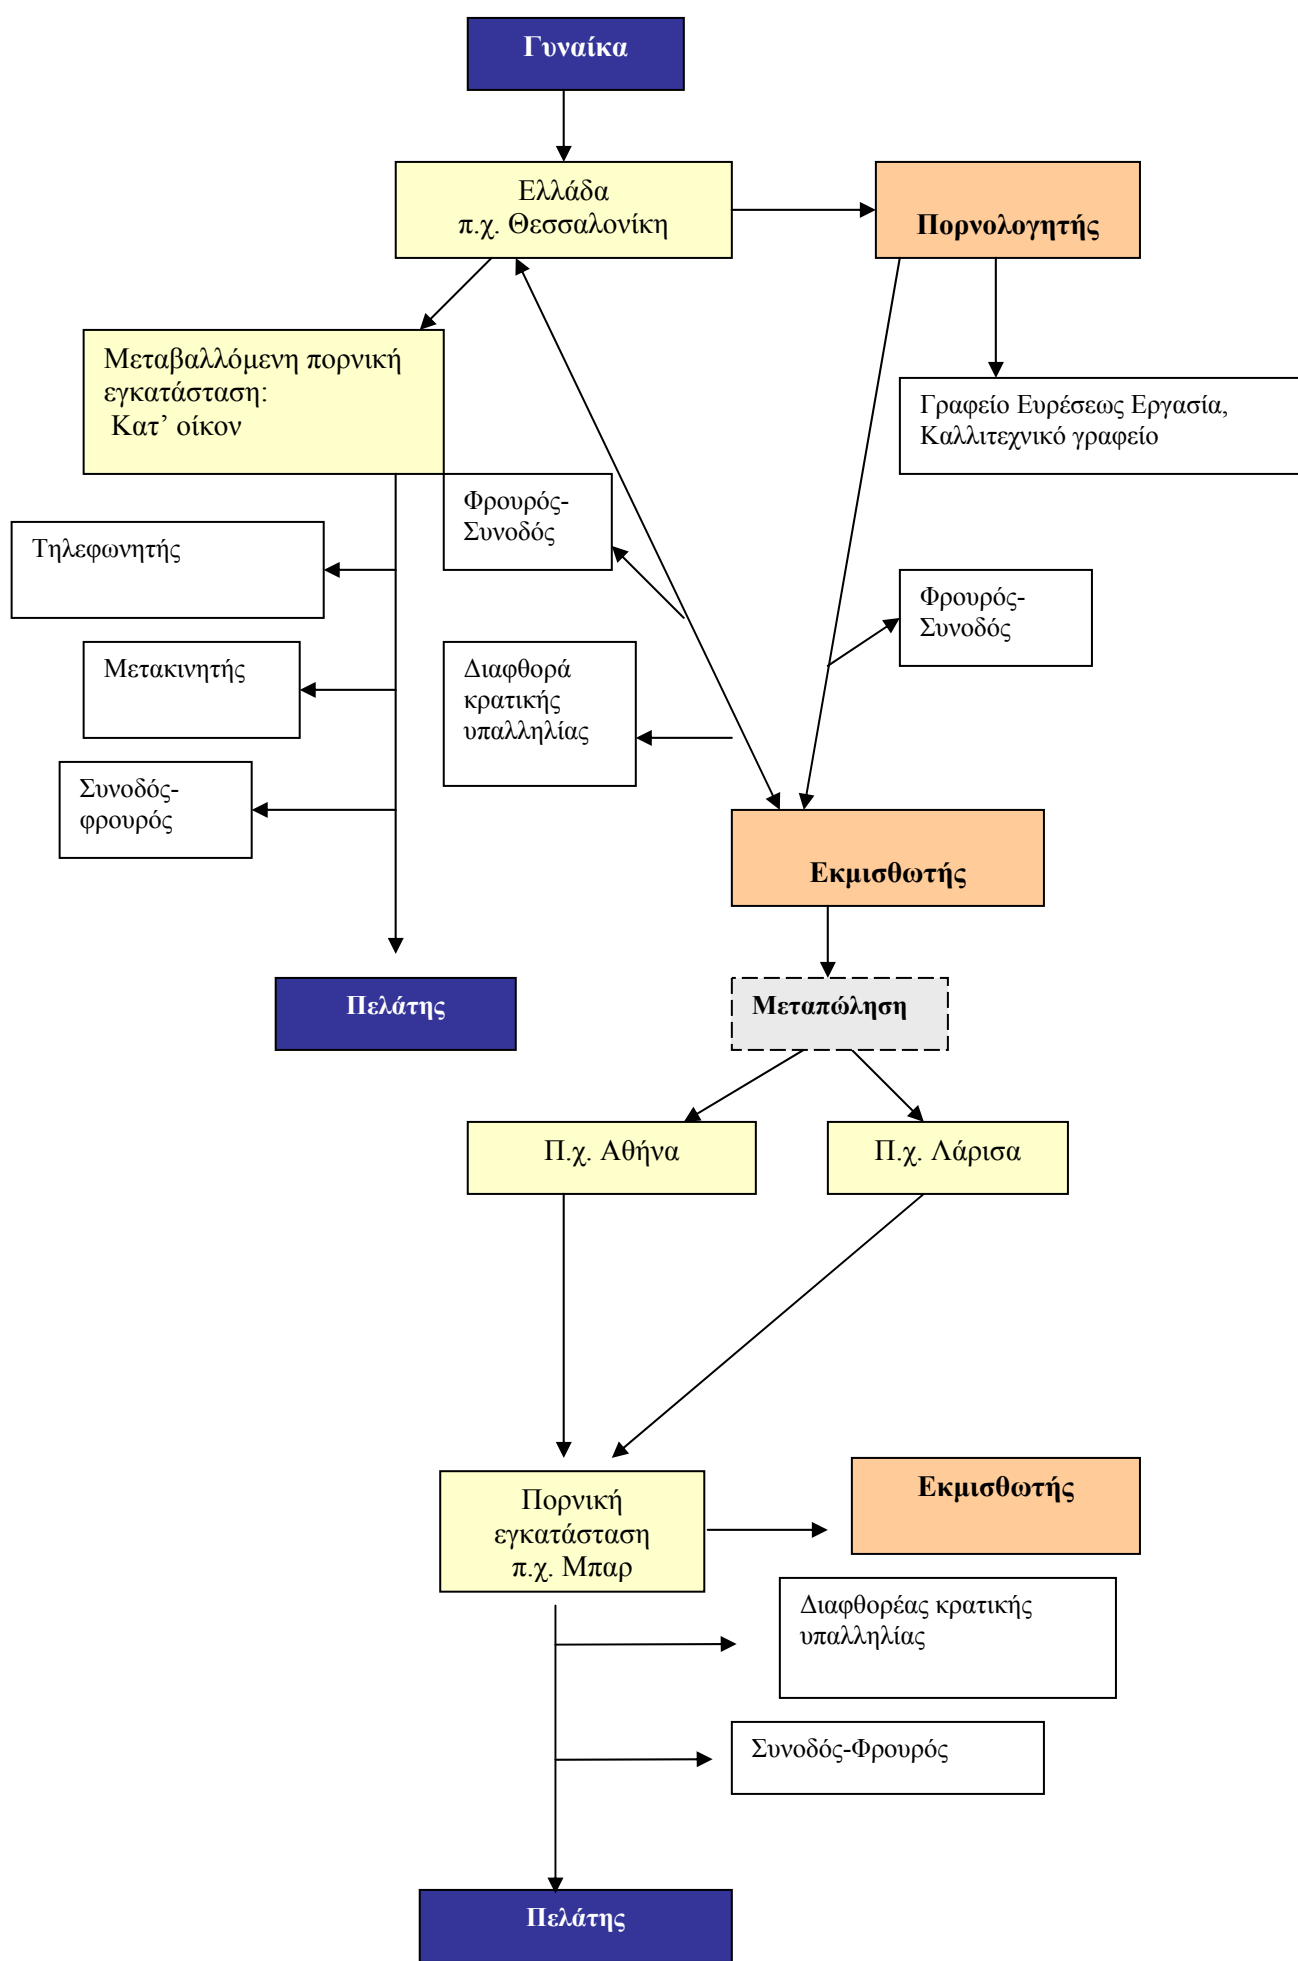 Γυναίκα
Ελλάδα
π.χ. Θεσσαλονίκη
Πορνολογητής
Μεταβαλλόμενη πορνική
εγκατάσταση:
Κατ’ οίκον
Γραφείο Ευρέσεως Εργασία,
Καλλιτεχνικό γραφείο
Φρουρός-
Συνοδός
Τηλεφωνητής
Φρουρός-
Συνοδός
Μετακινητής
Διαφθορά
κρατικής
υπαλληλίας
Συνοδός-
φρουρός
Εκμισθωτής
Πελάτης
Μεταπώληση
Π.χ. Αθήνα
Π.χ. Λάρισα
Πορνική
εγκατάσταση
π.χ. Μπαρ
Εκμισθωτής
Διαφθορέας κρατικής
υπαλληλίας
Συνοδός-Φρουρός
Πελάτης